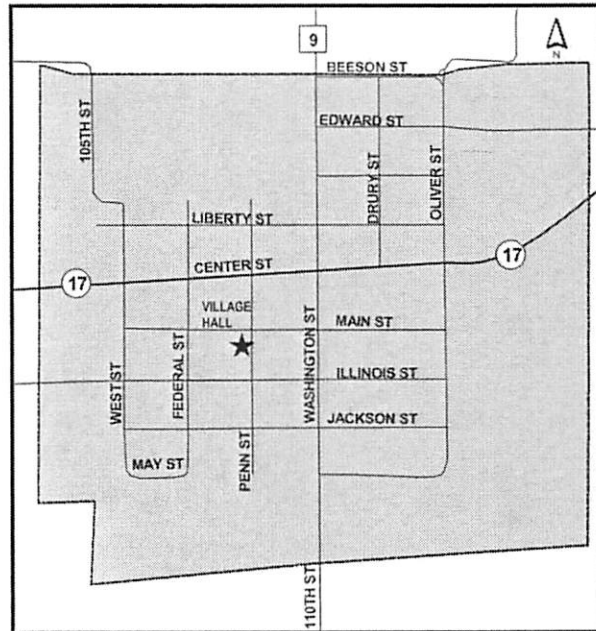 9
N
BEESON ST
105TH ST
EDWARD ST
DRURY ST
OLIVER ST
LIBERTY ST
CENTER ST
17
17
VILLAGE
HALL
MAIN ST
WASHINGTON ST
WEST ST
FEDERAL ST
ILLINOIS ST
JACKSON ST
MAY ST
PENN ST
110TH ST